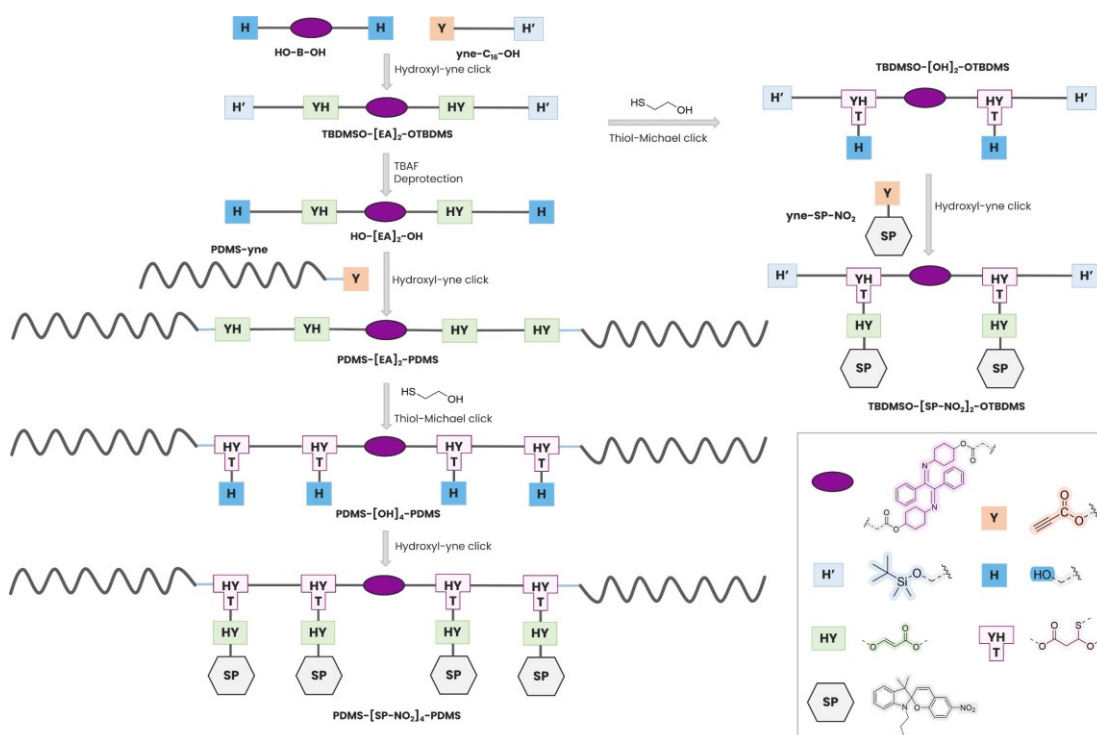 H H
HO-B-OH
Y H'
yne-C₁₆-OH
Hydroxyl-yne click
H' YH HY H'
TBDMSO-[EA]₂-OTBDMS
TBAF
Deprotection
H YH HY H
HO-[EA]₂-OH
PDMS-yne
Y
Hydroxyl-yne click
YH YH HY HY
PDMS-[EA]₂-PDMS
HS OH
Thiol-Michael click
HY HY HY HY
T T T T
H H H H
PDMS-[OH]₄-PDMS
Hydroxyl-yne click
HY HY HY HY
T T T T
HY HY HY HY
SP SP SP SP
PDMS-[SP-NO₂]₄-PDMS
HS OH
Thiol-Michael click
TBDMSO-[OH]₂-OTBDMS
H' YH HY H'
T T
H H
yne-SP-NO₂
Y
SP
Hydroxyl-yne click
H' YH HY H'
T T
HY HY
SP SP
TBDMSO-[SP-NO₂]₂-OTBDMS
O
O
N
N
O
O
Y
O
O
H'
Si O
H
HO
HY
O
O
O
YH
T
O S
O O
SP
N O
NO₂